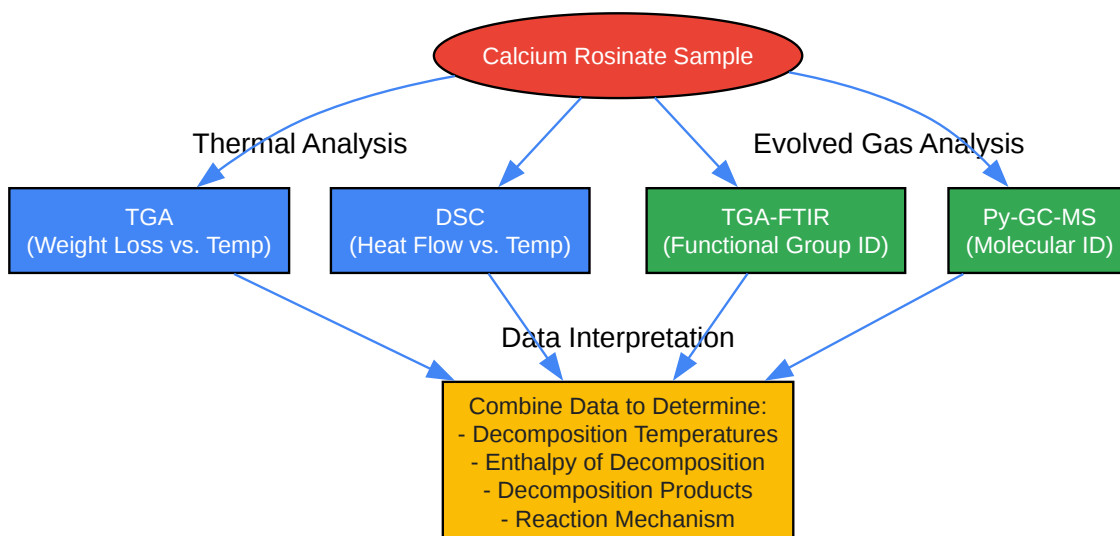 Calcium Rosinate Sample
Thermal Analysis
Evolved Gas Analysis
TGA
(Weight Loss vs. Temp)
DSC
(Heat Flow vs. Temp)
TGA-FTIR
(Functional Group ID)
Py-GC-MS
(Molecular ID)
Data Interpretation
Combine Data to Determine:
- Decomposition Temperatures
- Enthalpy of Decomposition
- Decomposition Products
- Reaction Mechanism